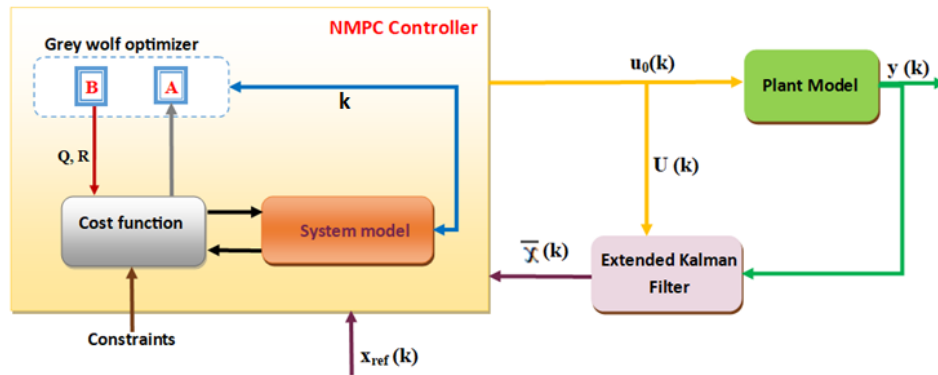 NMPC Controller
Grey wolf optimizer
B
A
k
Q, R
Cost function
System model
Constraints
x_ref (k)
u₀(k)
Plant Model
y (k)
U (k)
x̅ (k)
Extended Kalman
Filter